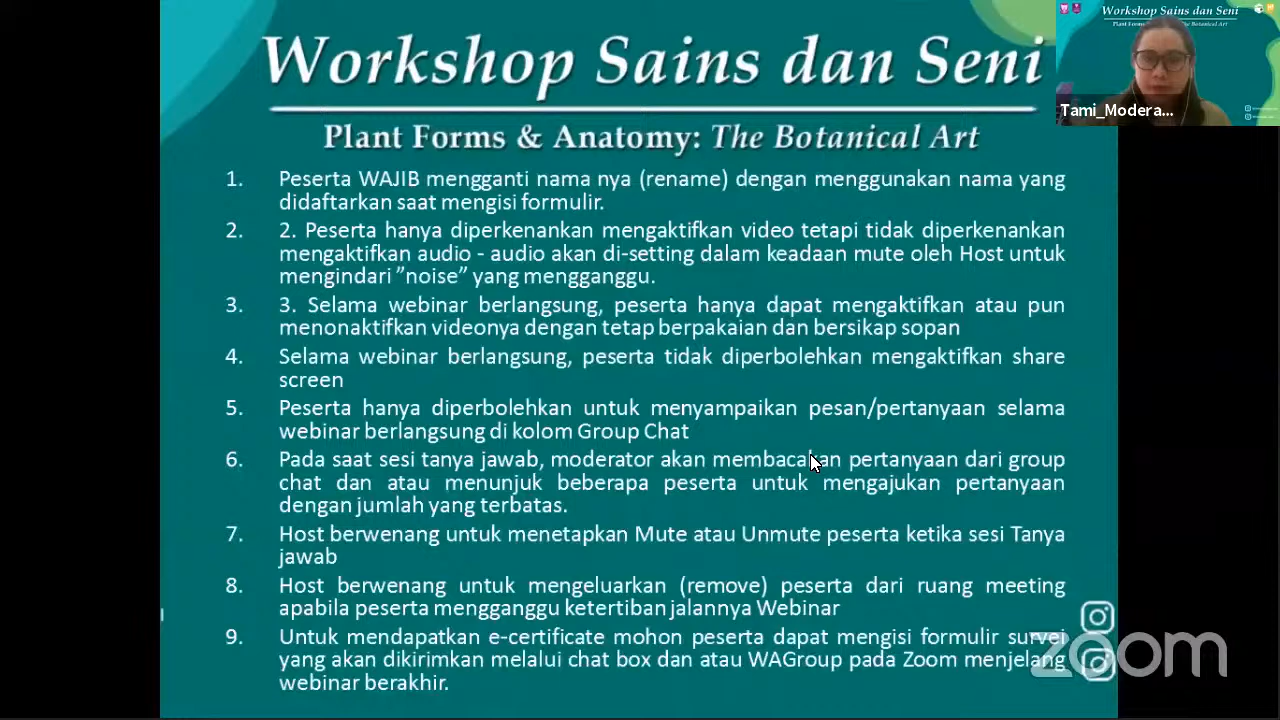 Workshop Sains dan Seni
Plant Forms & Anatomy: The Botanical Art
1. Peserta WAJIB mengganti nama nya (rename) dengan menggunakan nama yang
didaftarkan saat mengisi formulir.
2. 2. Peserta hanya diperkenankan mengaktifkan video tetapi tidak diperkenankan
mengaktifkan audio - audio akan di-setting dalam keadaan mute oleh Host untuk
mengindari ”noise” yang mengganggu.
3. 3. Selama webinar berlangsung, peserta hanya dapat mengaktifkan atau pun
menonaktifkan videonya dengan tetap berpakaian dan bersikap sopan
4. Selama webinar berlangsung, peserta tidak diperbolehkan mengaktifkan share
screen
5. Peserta hanya diperbolehkan untuk menyampaikan pesan/pertanyaan selama
webinar berlangsung di kolom Group Chat
6. Pada saat sesi tanya jawab, moderator akan membacakan pertanyaan dari group
chat dan atau menunjuk beberapa peserta untuk mengajukan pertanyaan
dengan jumlah yang terbatas.
7. Host berwenang untuk menetapkan Mute atau Unmute peserta ketika sesi Tanya
jawab
8. Host berwenang untuk mengeluarkan (remove) peserta dari ruang meeting
apabila peserta mengganggu ketertiban jalannya Webinar
9. Untuk mendapatkan e-certificate mohon peserta dapat mengisi formulir survei
yang akan dikirimkan melalui chat box dan atau WAGroup pada Zoom menjelang
webinar berakhir.
Workshop Sains dan Seni
Plant Forms The Botanical Art
Tami_Modera...
zoom